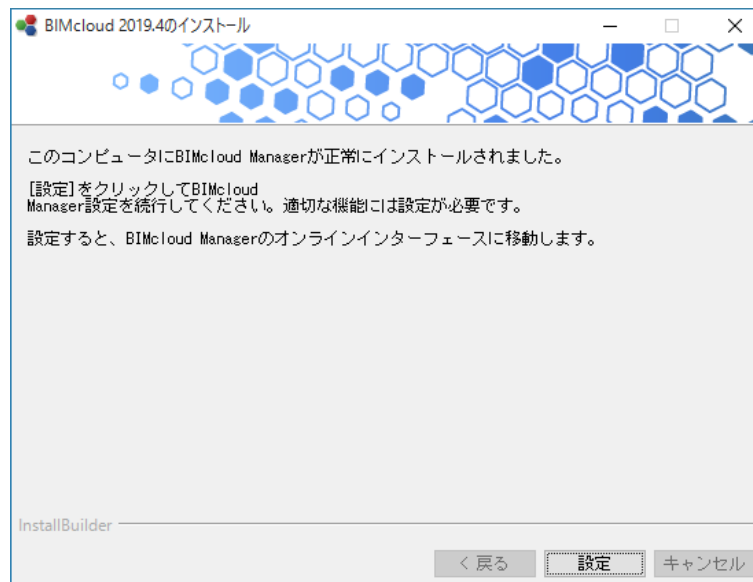 BIMcloud 2019.4のインストール
このコンピュータにBIMcloud Managerが正常にインストールされました。
[設定]をクリックしてBIMcloud
Manager設定を続行してください。適切な機能には設定が必要です。
設定すると、BIMcloud Managerのオンラインインターフェースに移動します。
InstallBuilder
< 戻る
設定
キャンセル